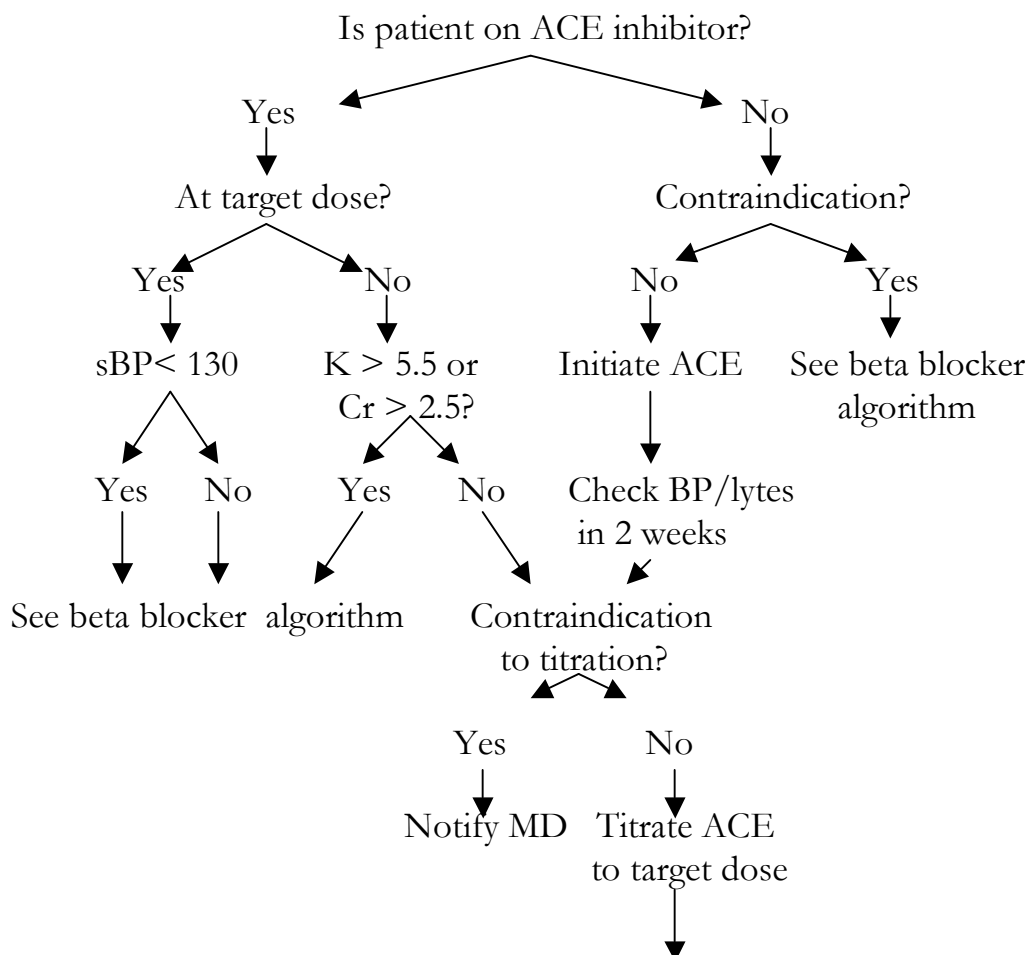 Is patient on ACE inhibitor?
Yes No
At target dose? Contraindication?
Yes No No Yes
sBP< 130 K > 5.5 or Initiate ACE See beta blocker
Cr > 2.5? algorithm
Yes No Yes No Check BP/lytes
in 2 weeks
See beta blocker algorithm Contraindication
to titration?
Yes No
Notify MD Titrate ACE
to target dose